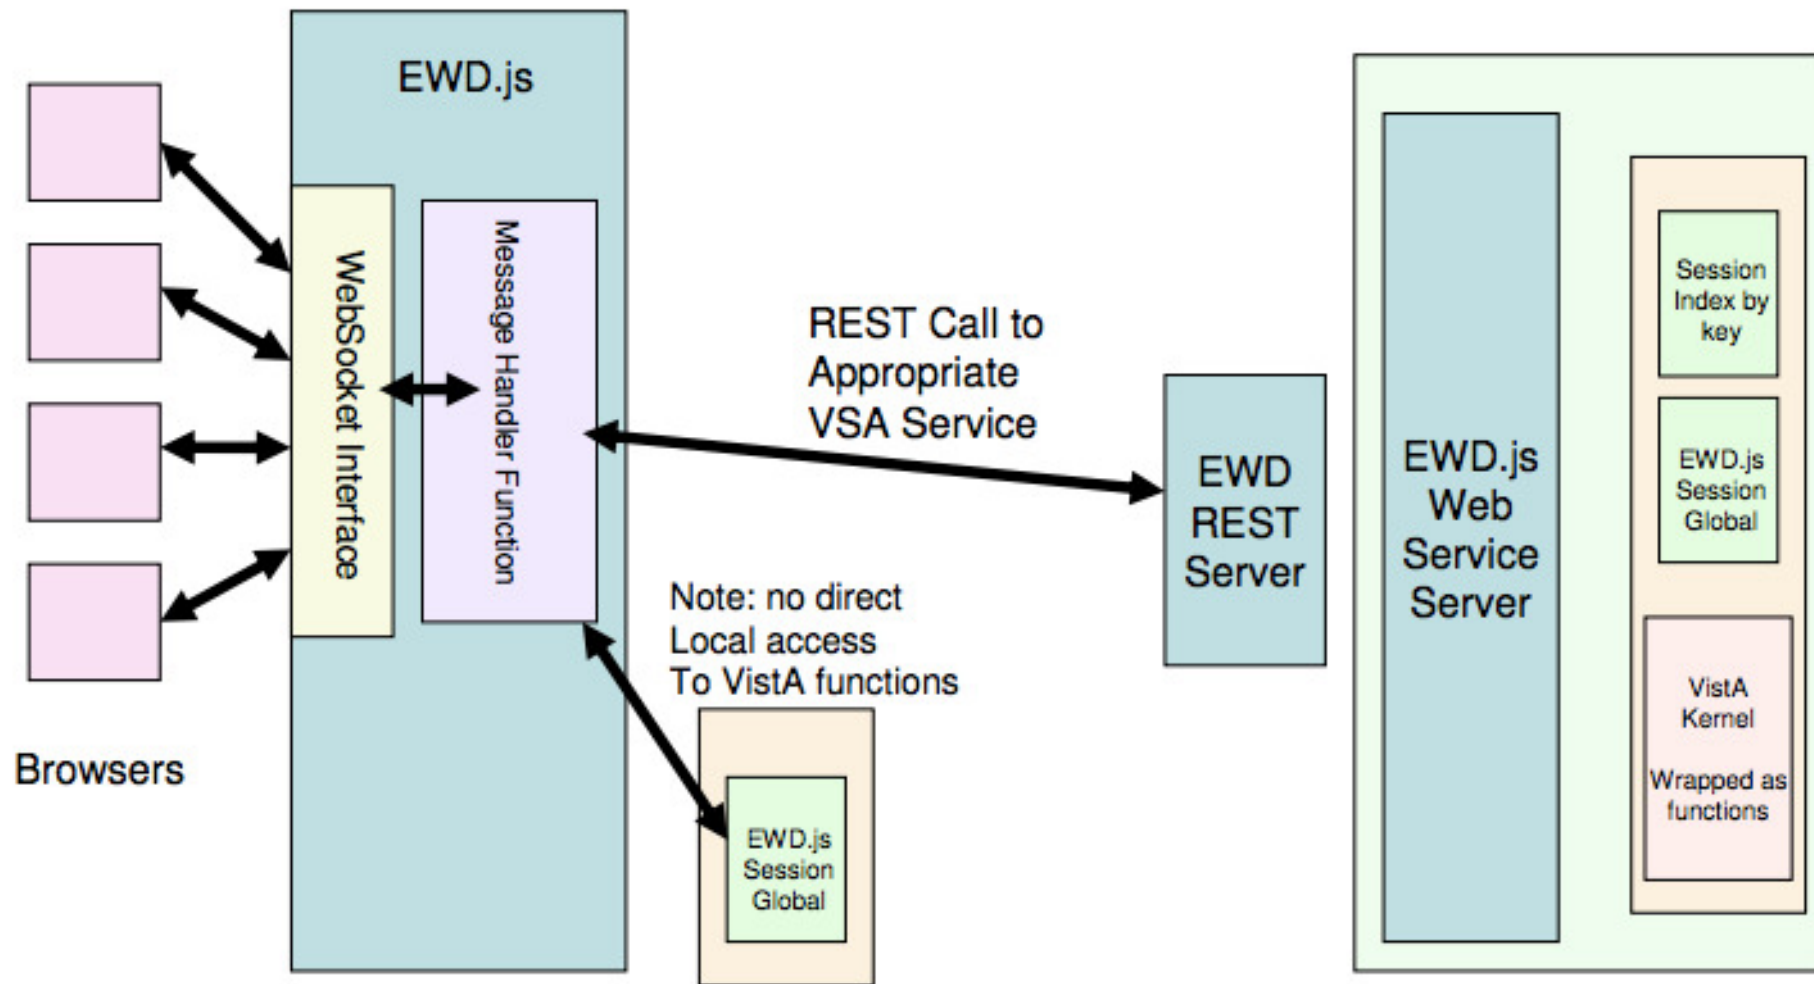 EWD.js
WebSocket Interface
Message Handler Function
Browsers
REST Call to
Appropriate
VSA Service
Note: no direct
Local access
To VistA functions
EWD.js
Session
Global
EWD
REST
Server
EWD.js
Web
Service
Server
Session
Index by
key
EWD.js
Session
Global
VistA
Kernel
Wrapped as
functions